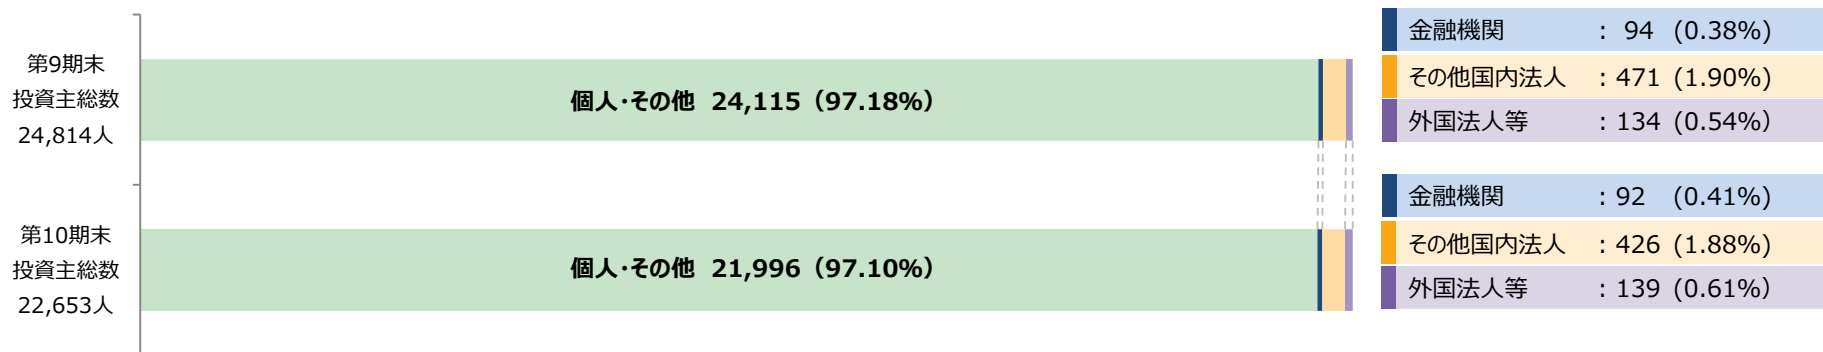 第9期末
投資主総数
24,814人
個人・その他 24,115（97.18%）
金融機関 : 94 (0.38%)
その他国内法人 : 471 (1.90%)
外国法人等 : 134 (0.54%）
第10期末
投資主総数
22,653人
個人・その他 21,996（97.10%）
金融機関 : 92 (0.41%)
その他国内法人 : 426 (1.88%)
外国法人等 : 139 (0.61%）